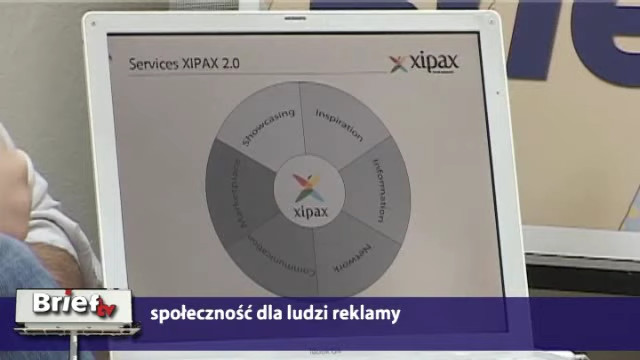 Services XIPAX 2.0
xipax
Showcasing
Inspiration
Information
Network
Communication
Marketplace
xipax
Brief tv
społeczność dla ludzi reklamy